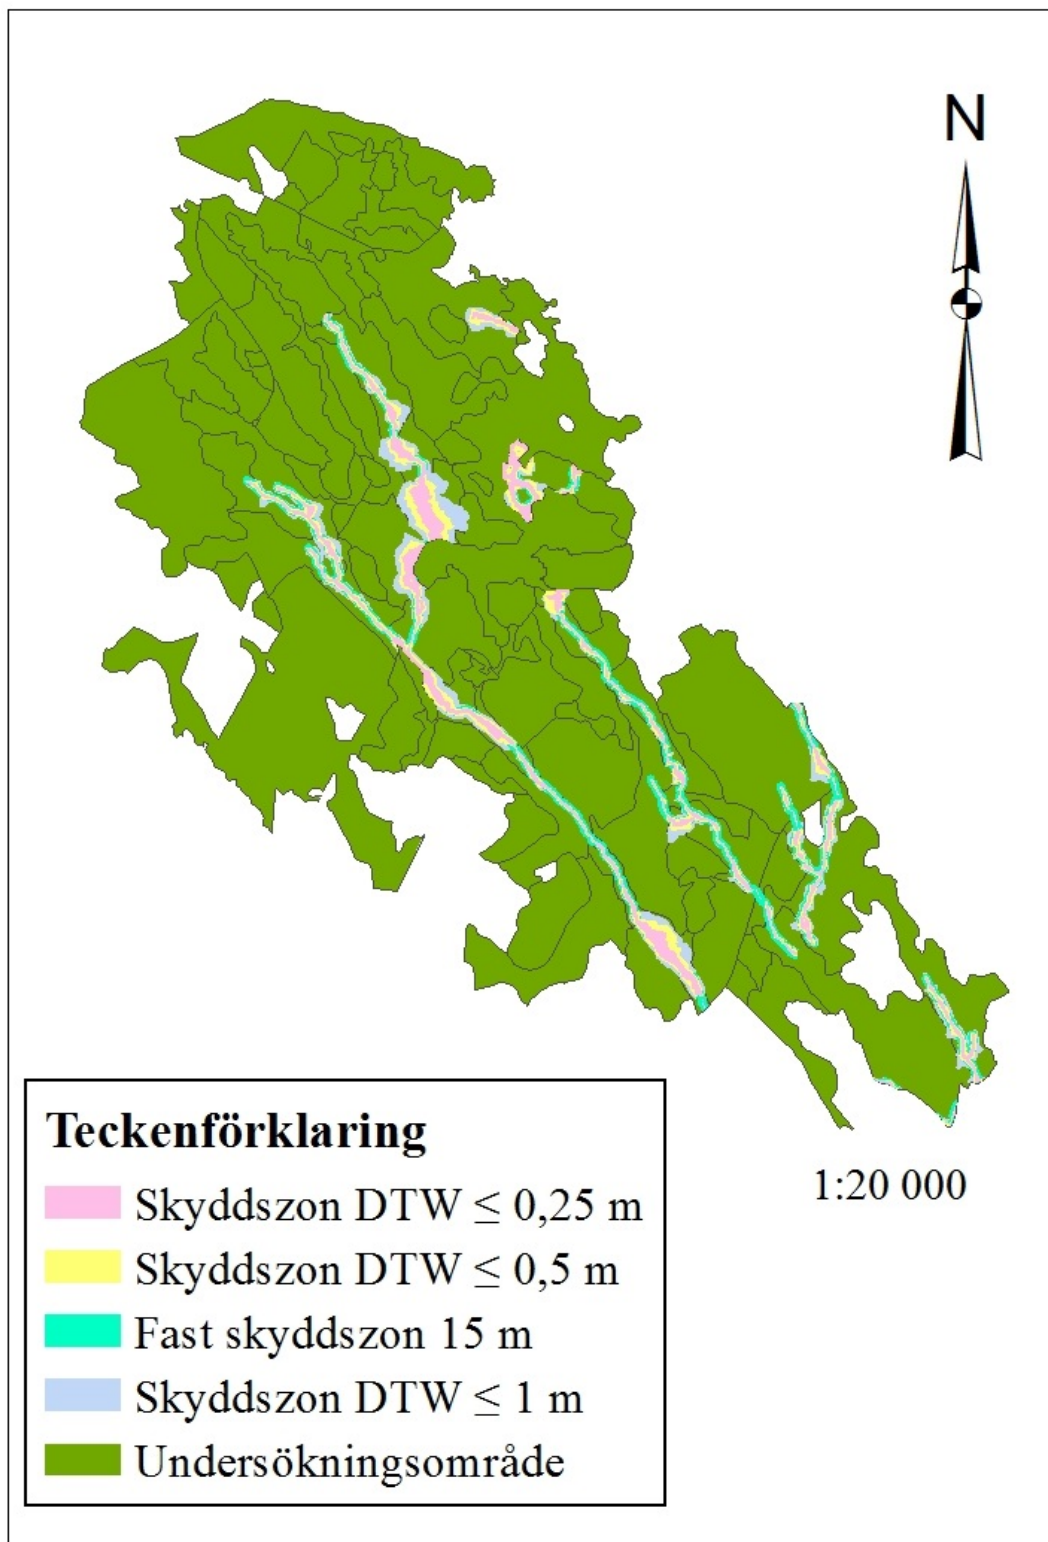 N
Teckenförklaring
Skyddszon DTW ≤ 0,25 m
Skyddszon DTW ≤ 0,5 m
Fast skyddszon 15 m
Skyddszon DTW ≤ 1 m
Undersökningsområde
1:20 000